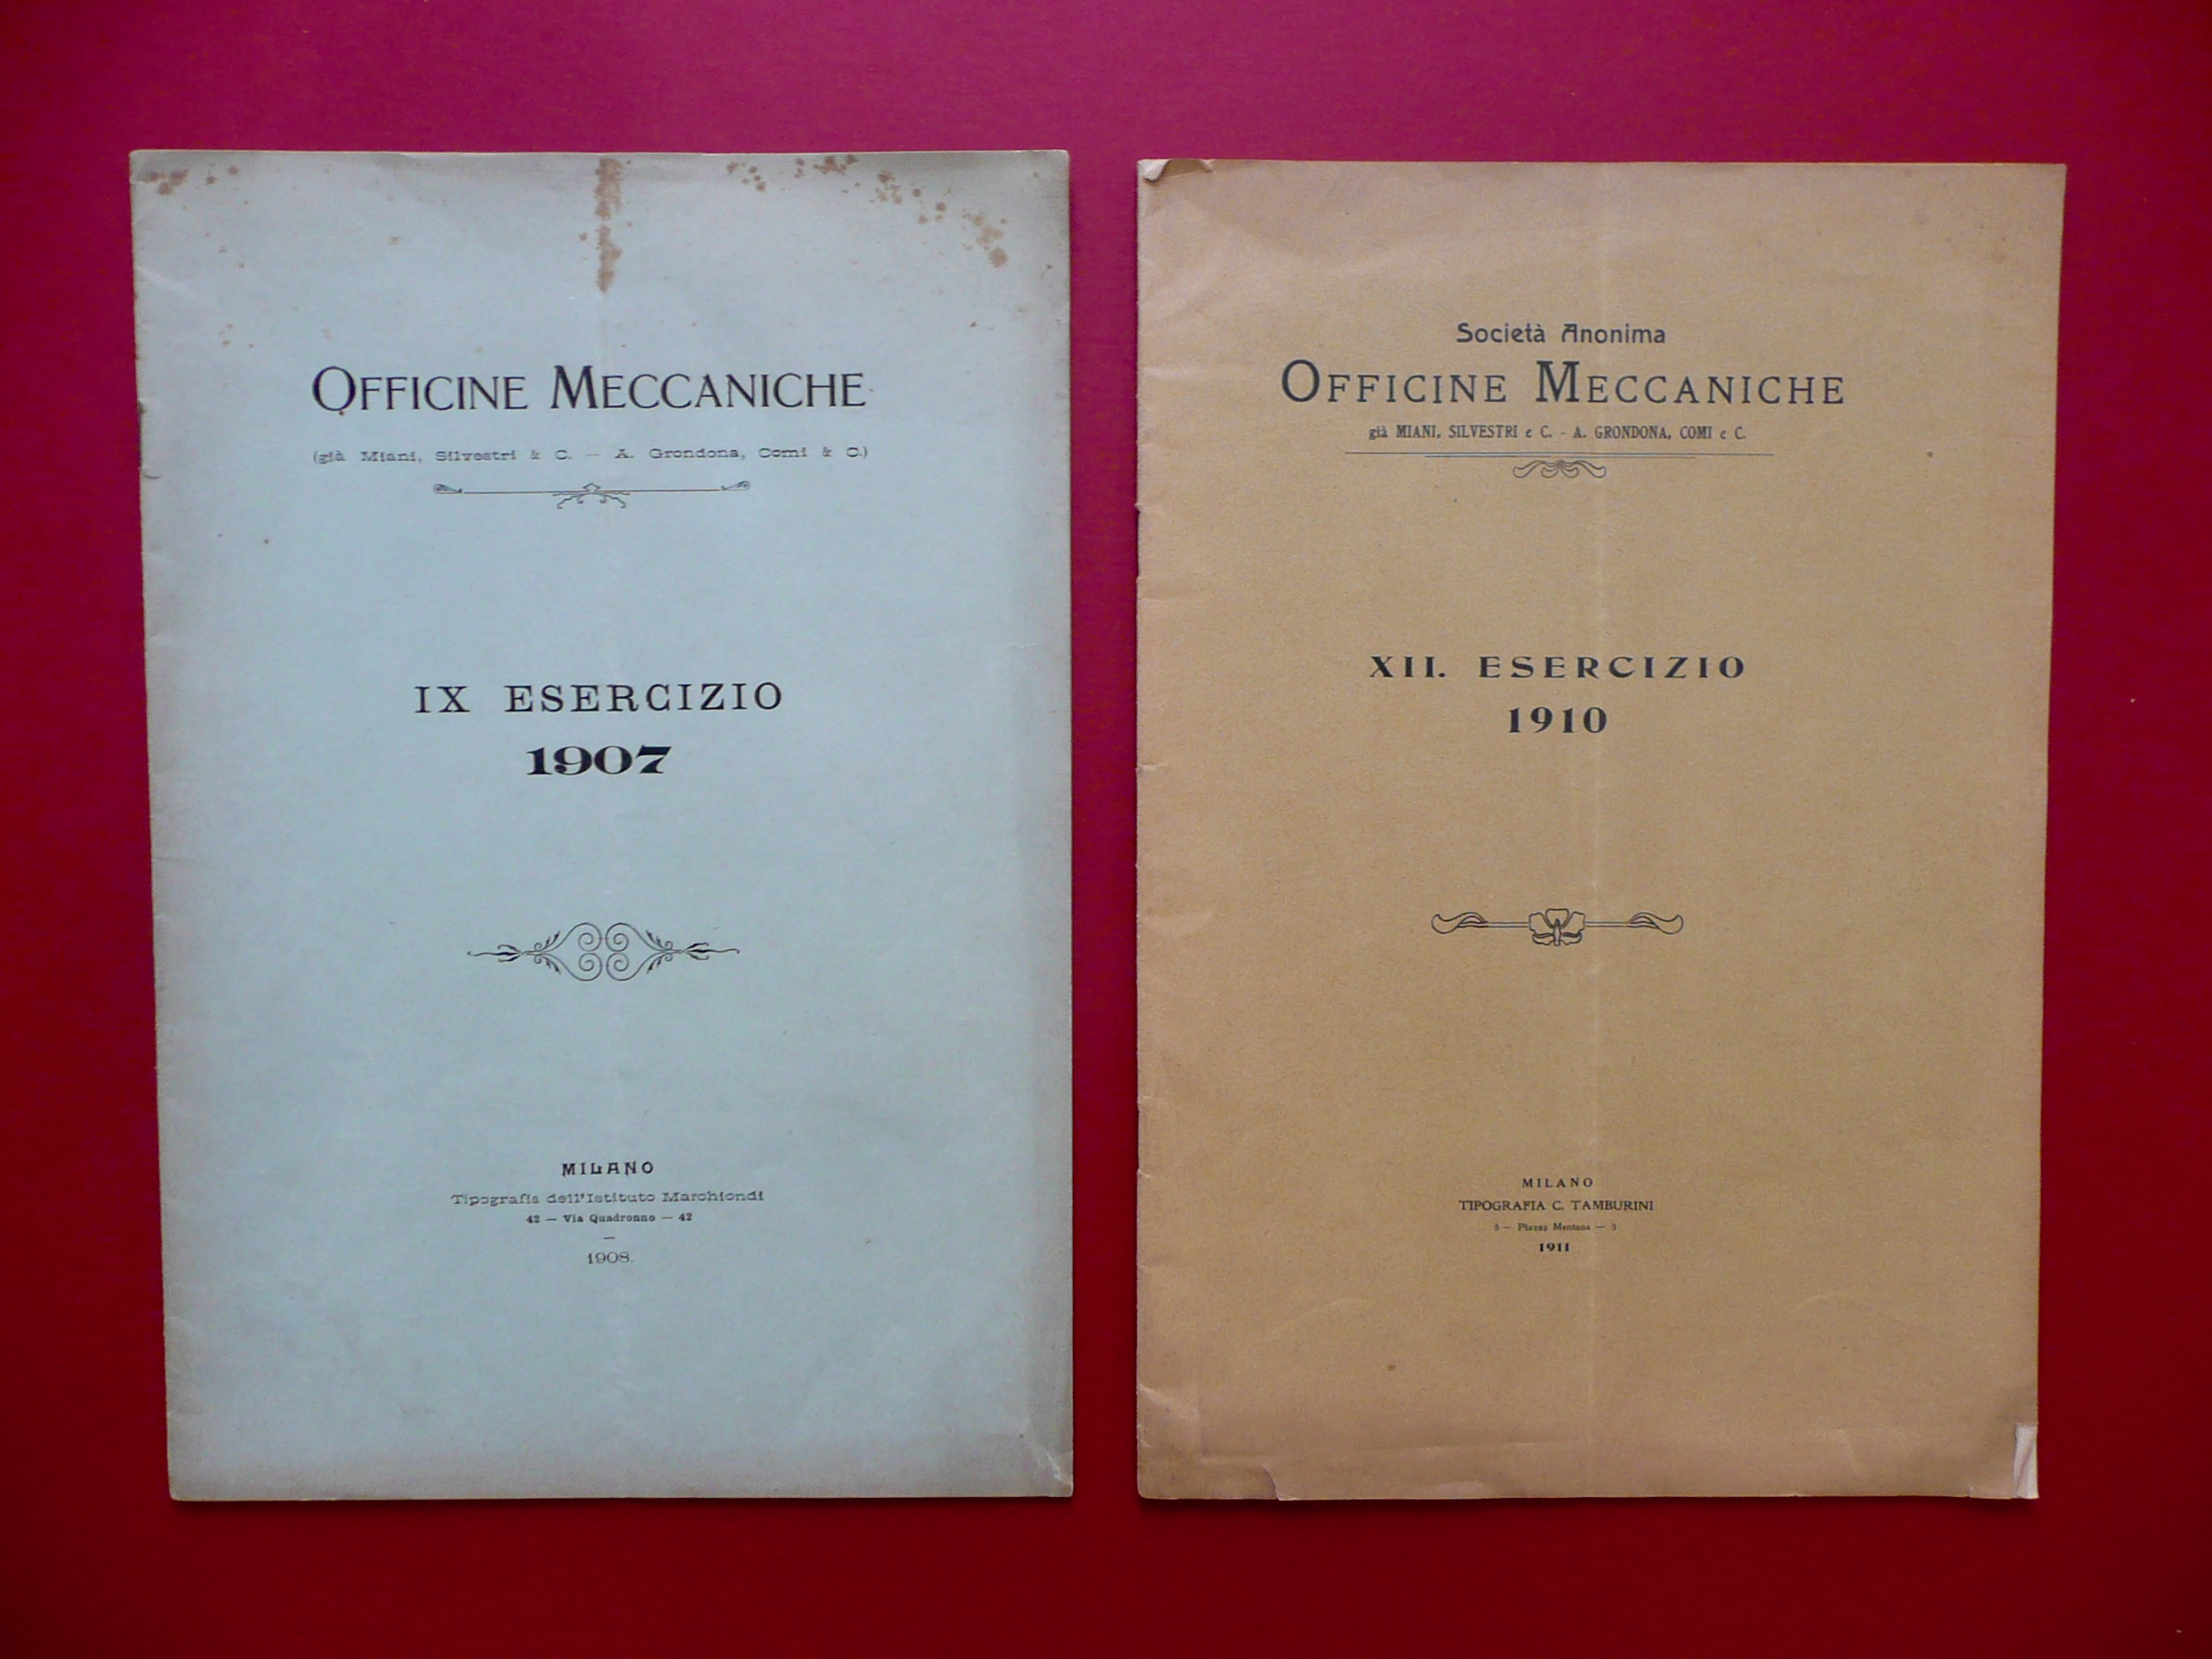 OFFICINE MECCANICHE
(già Miani, Silvestri & C. — A. Grondona, Comi & C.)
IX ESERCIZIO
1907
MILANO
Tipografia dell'Istituto Marchiondi
42 — Via Quadronno — 42
1908.
Società Anonima
OFFICINE MECCANICHE
già MIANI, SILVESTRI e C. - A. GRONDONA, COMI e C.
XII. ESERCIZIO
1910
MILANO
TIPOGRAFIA C. TAMBURINI
3 — Piazza Mentana — 3
1911